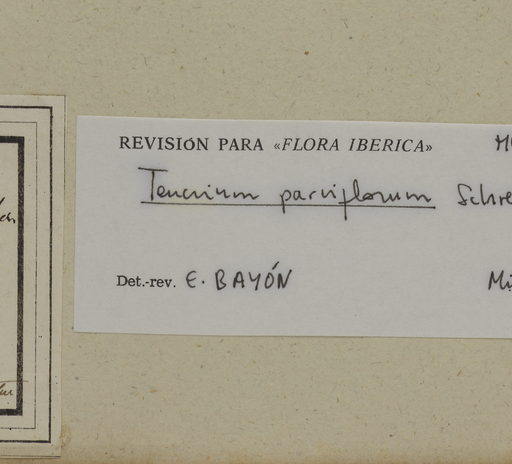 REVISIÓN PARA «FLORA IBERICA»
Teucrium parviflorum Schre
Det.-rev. E. BAYÓN